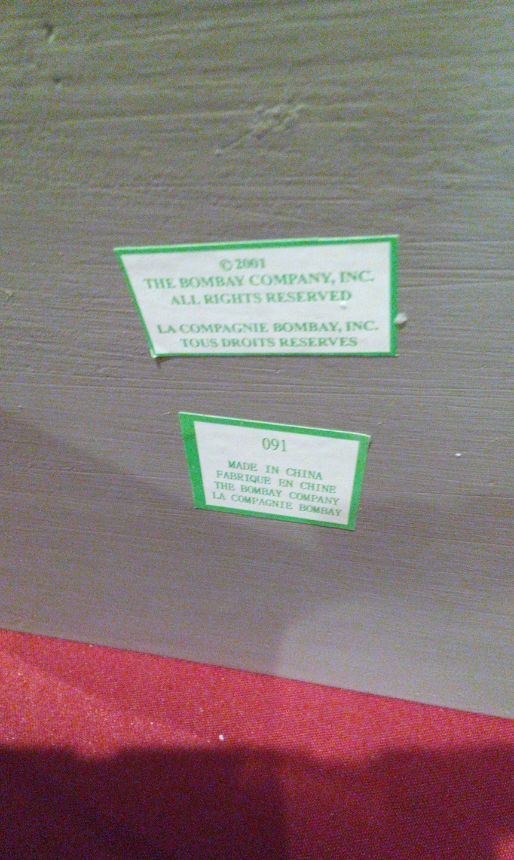 © 2001
THE BOMBAY COMPANY, INC.
ALL RIGHTS RESERVED
LA COMPAGNIE BOMBAY, INC.
TOUS DROITS RESERVES
091
MADE IN CHINA
FABRIQUE EN CHINE
THE BOMBAY COMPANY
LA COMPAGNIE BOMBAY